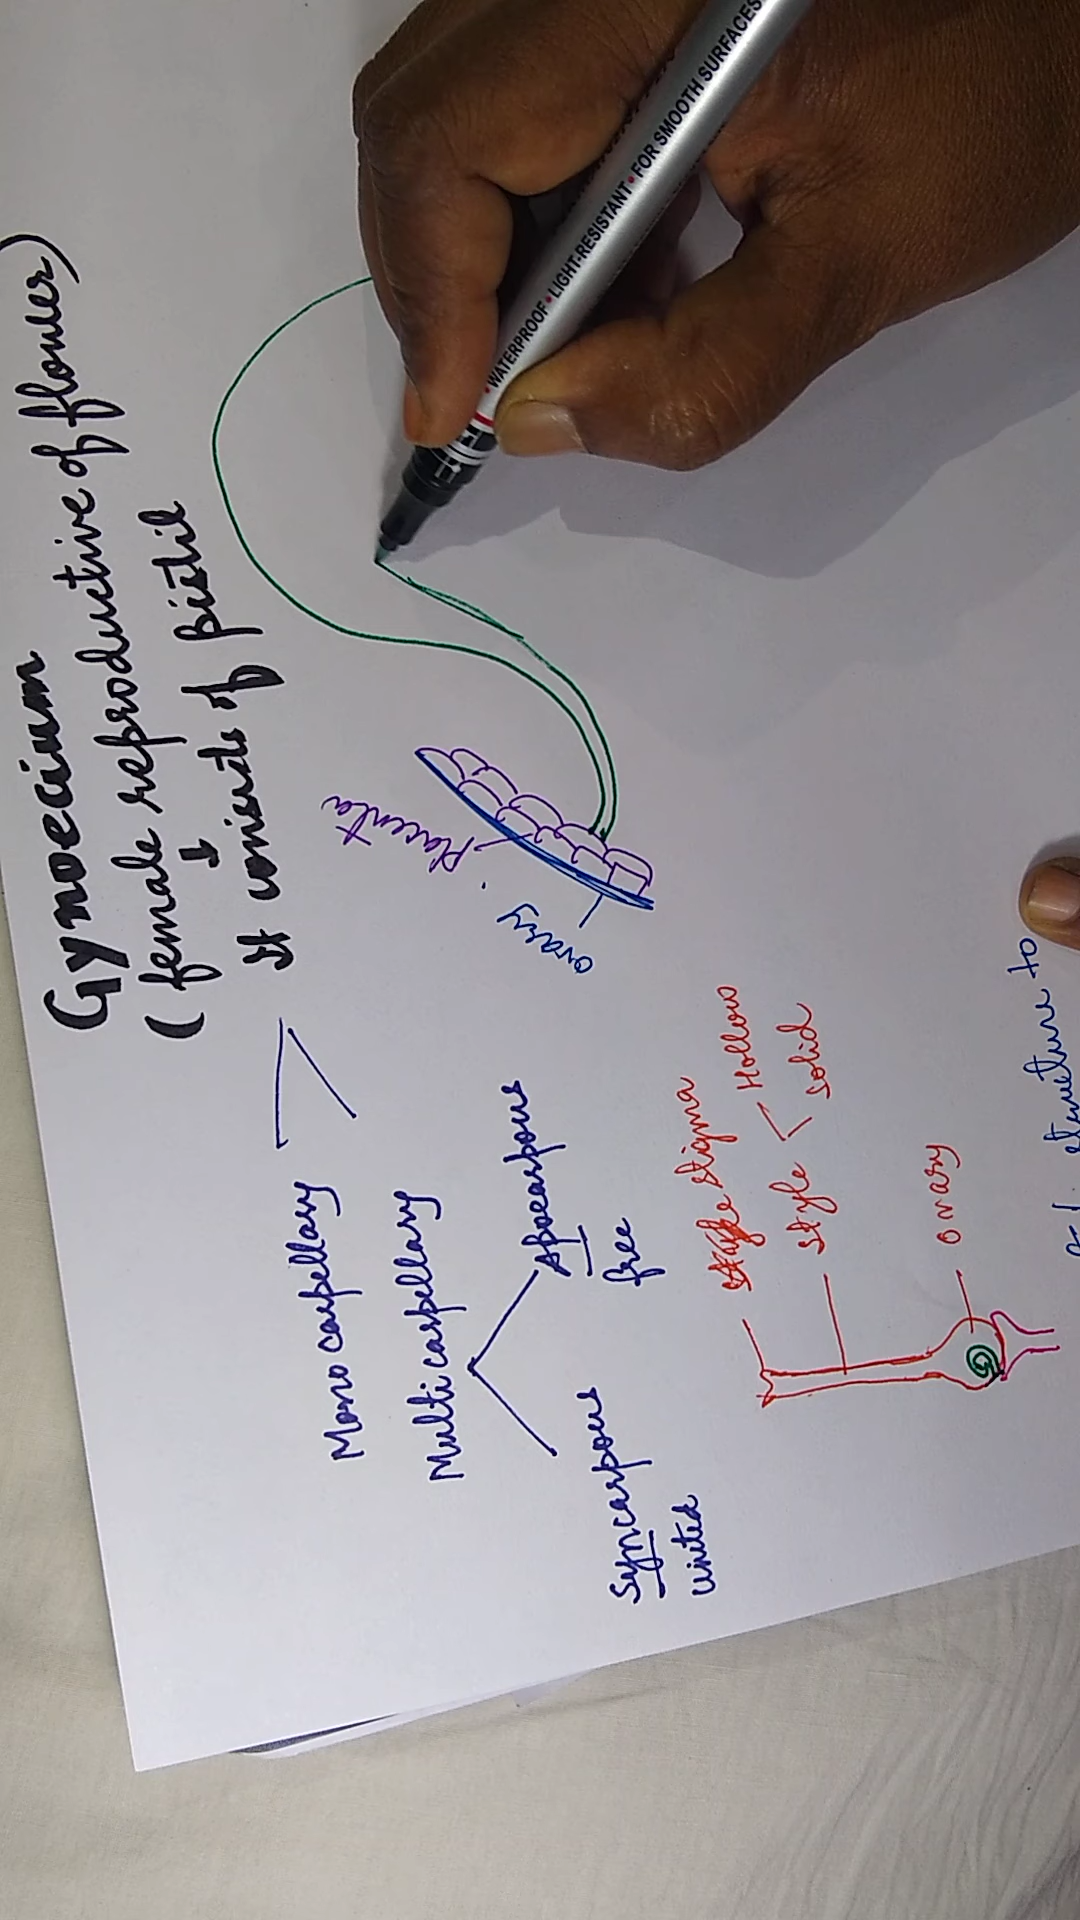 Gynoecium
(female reproductive of flower)
↓
It consists of pistil
Mono carpellary
Multi carpellary
Syncarpous
united
Apocarpous
free
Placenta
ovary
Stigma
Style < Hollow
Solid
Ovary
structure to
WATERPROOF • LIGHT-RESISTANT • FOR SMOOTH SURFACES